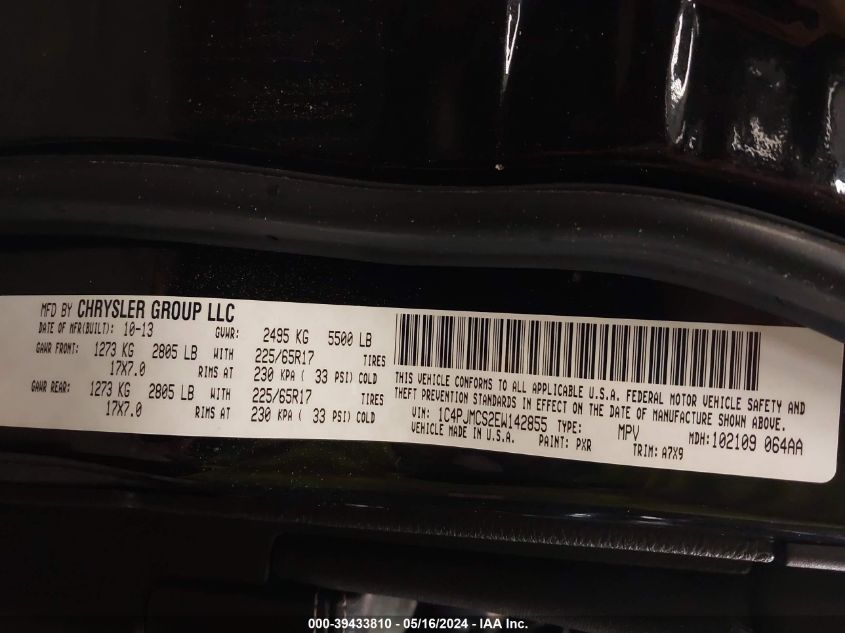 MFD BY CHRYSLER GROUP LLC
DATE OF MFR(BUILT): 10-13 GVWR: 2495 KG 5500 LB
GAWR FRONT: 1273 KG 2805 LB WITH 225/65R17 TIRES
17X7.0 RIMS AT 230 KPA ( 33 PSI) COLD
GAWR REAR: 1273 KG 2805 LB WITH 225/65R17 TIRES
17X7.0 RIMS AT 230 KPA ( 33 PSI) COLD
THIS VEHICLE CONFORMS TO ALL APPLICABLE U.S.A. FEDERAL MOTOR VEHICLE SAFETY AND
THEFT PREVENTION STANDARDS IN EFFECT ON THE DATE OF MANUFACTURE SHOWN ABOVE.
VIN: 1C4PJMCS2EW142855 TYPE: MPV MDH: 102109 064AA
VEHICLE MADE IN U.S.A. PAINT: PXR TRIM: A7X9
000-39433810 - 05/16/2024 - IAA Inc.